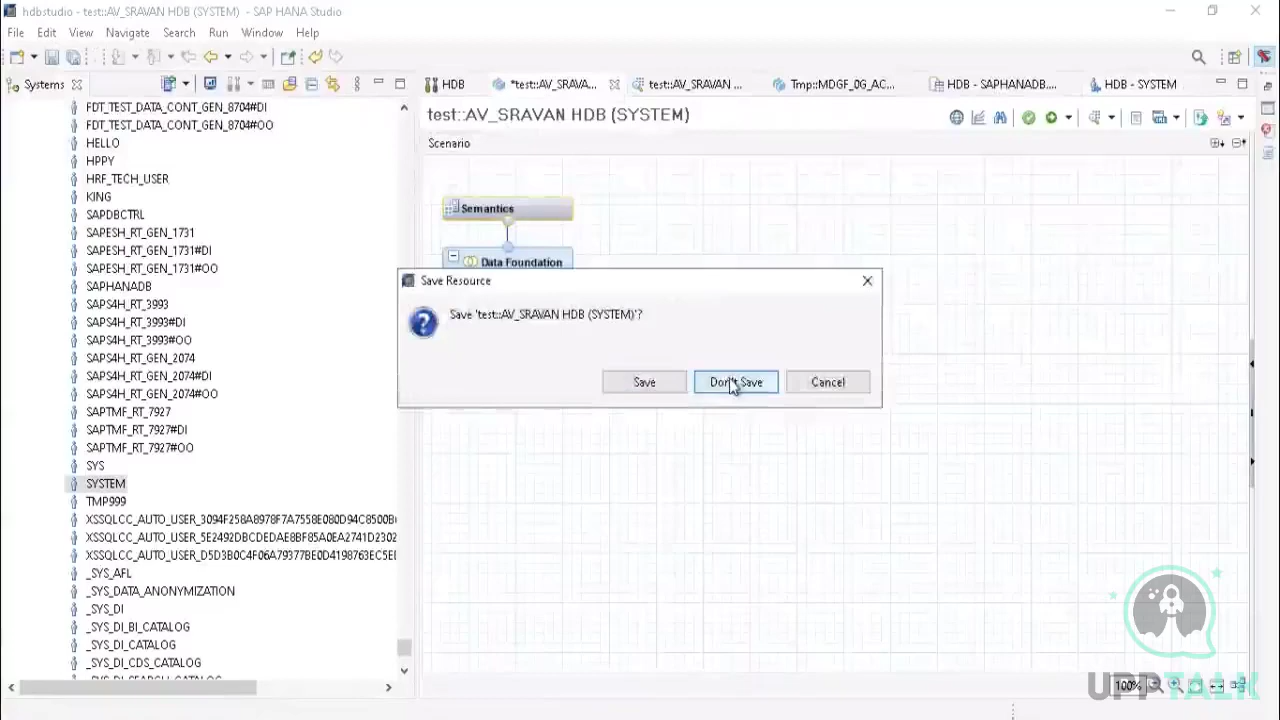 hdbstudio - test::AV_SRAVAN HDB (SYSTEM) - SAP HANA Studio
File Edit View Navigate Search Run Window Help
Systems
HDB
*test::AV_SRAVA...
test::AV_SRAVAN ...
Tmp::MDGF_0G_AC...
HDB - SAPHANADB....
HDB - SYSTEM
FDT_TEST_DATA_CONT_GEN_8704#DI
FDT_TEST_DATA_CONT_GEN_8704#OO
HELLO
HPPY
HRF_TECH_USER
KING
SAPDBCTRL
SAPESH_RT_GEN_1731
SAPESH_RT_GEN_1731#DI
SAPESH_RT_GEN_1731#OO
SAPHANADB
SAPS4H_RT_3993
SAPS4H_RT_3993#DI
SAPS4H_RT_3993#OO
SAPS4H_RT_GEN_2074
SAPS4H_RT_GEN_2074#DI
SAPS4H_RT_GEN_2074#OO
SAPTMF_RT_7927
SAPTMF_RT_7927#DI
SAPTMF_RT_7927#OO
SYS
SYSTEM
TMP999
XSSQLCC_AUTO_USER_3094F258A8978F7A7558E080D94C8500B
XSSQLCC_AUTO_USER_5E2492DBCDEDAE8BF85A0EA2741D2302
XSSQLCC_AUTO_USER_D5D3B0C4F06A79377BE0D4198763EC5E
_SYS_AFL
_SYS_DATA_ANONYMIZATION
_SYS_DI
_SYS_DI_BI_CATALOG
_SYS_DI_CATALOG
_SYS_DI_CDS_CATALOG
test::AV_SRAVAN HDB (SYSTEM)
Scenario
Semantics
Data Foundation
Save Resource
Save 'test::AV_SRAVAN HDB (SYSTEM)'?
Save
Don't Save
Cancel
100%
UPPTALK